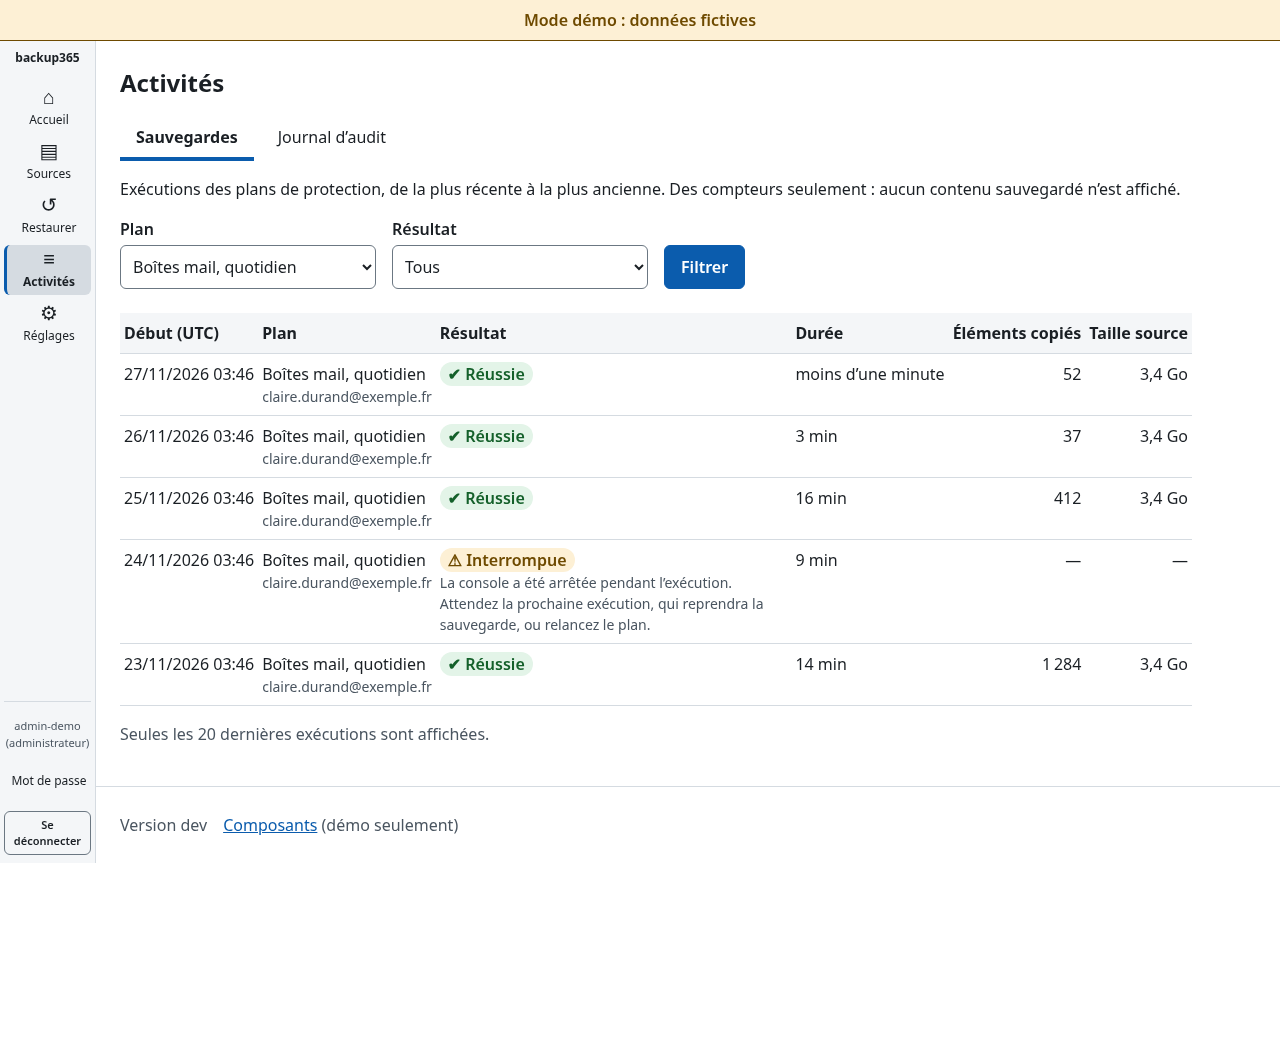 Mode démo : données fictives
backup365
Accueil
Sources
Restaurer
Activités
Réglages
admin-demo
(administrateur)
Mot de passe
Se
déconnecter
Activités
Sauvegardes
Journal d’audit
Exécutions des plans de protection, de la plus récente à la plus ancienne. Des compteurs seulement : aucun contenu sauvegardé n’est affiché.
Plan
Résultat
Boîtes mail, quotidien
Tous
Filtrer
Début (UTC) Plan Résultat Durée Éléments copiés Taille source
27/11/2026 03:46 Boîtes mail, quotidien ✔ Réussie moins d’une minute 52 3,4 Go
claire.durand@exemple.fr
26/11/2026 03:46 Boîtes mail, quotidien ✔ Réussie 3 min 37 3,4 Go
claire.durand@exemple.fr
25/11/2026 03:46 Boîtes mail, quotidien ✔ Réussie 16 min 412 3,4 Go
claire.durand@exemple.fr
24/11/2026 03:46 Boîtes mail, quotidien ⚠ Interrompue 9 min — —
claire.durand@exemple.fr La console a été arrêtée pendant l’exécution.
Attendez la prochaine exécution, qui reprendra la
sauvegarde, ou relancez le plan.
23/11/2026 03:46 Boîtes mail, quotidien ✔ Réussie 14 min 1 284 3,4 Go
claire.durand@exemple.fr
Seules les 20 dernières exécutions sont affichées.
Version dev Composants (démo seulement)